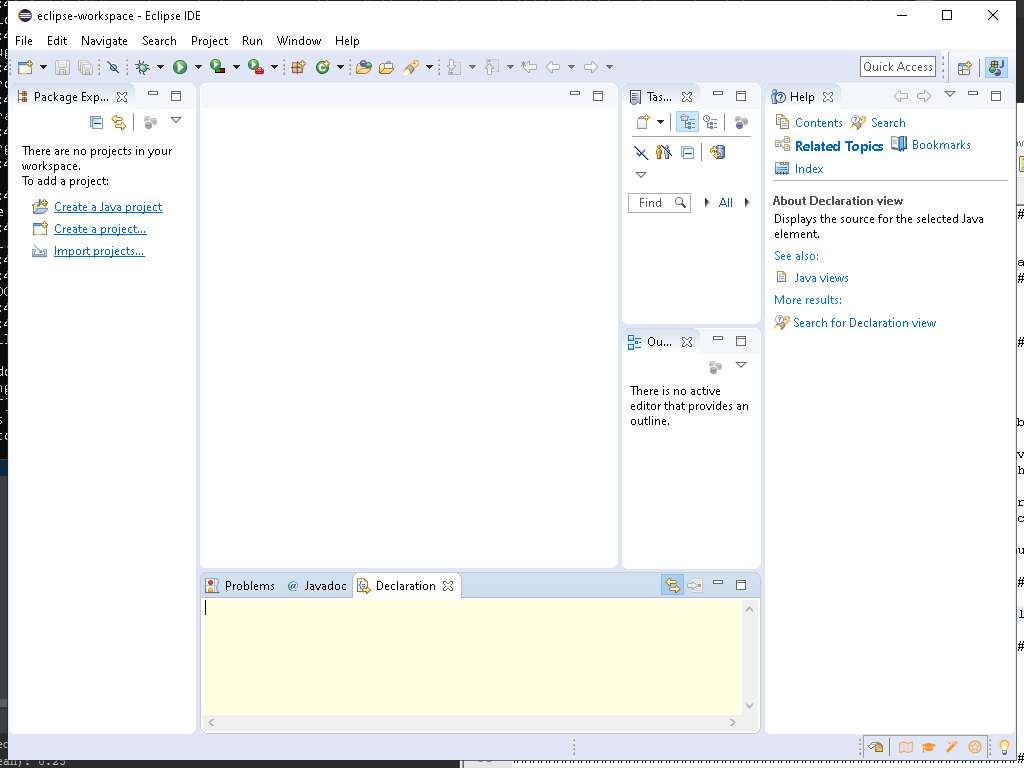 eclipse-workspace - Eclipse IDE
File Edit Navigate Search Project Run Window Help
Quick Access
Package Exp...
There are no projects in your
workspace.
To add a project:
Create a Java project
Create a project...
Import projects...
Tas...
Find
All
Ou...
There is no active
editor that provides an
outline.
Help
Contents Search
Related Topics Bookmarks
Index
About Declaration view
Displays the source for the selected Java
element.
See also:
Java views
More results:
Search for Declaration view
Problems @ Javadoc Declaration